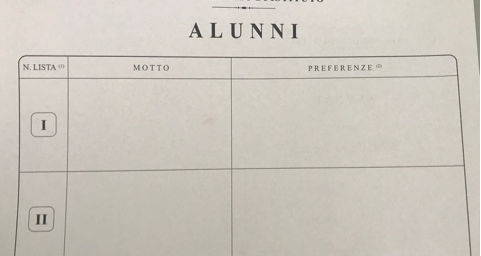 ALUNNI
N. LISTA (1) MOTTO PREFERENZE (2)
I
II